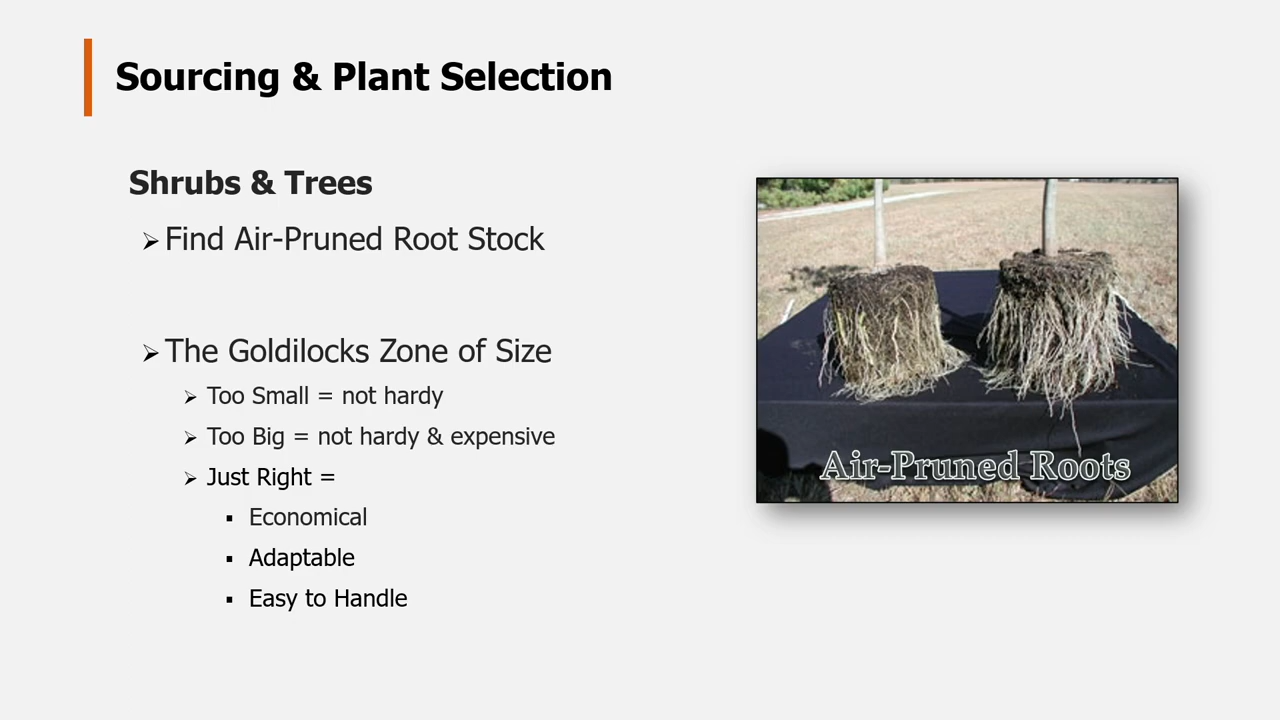 Sourcing & Plant Selection
Shrubs & Trees
Find Air-Pruned Root Stock
The Goldilocks Zone of Size
Too Small = not hardy
Too Big = not hardy & expensive
Just Right =
Economical
Adaptable
Easy to Handle
Air-Pruned Roots